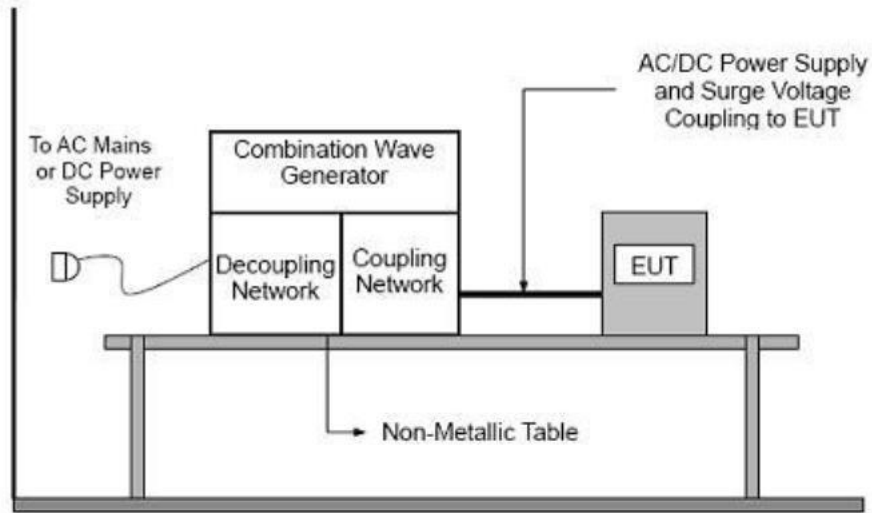 AC/DC Power Supply
and Surge Voltage
Coupling to EUT
To AC Mains
or DC Power
Supply
Combination Wave
Generator
Decoupling
Network
Coupling
Network
EUT
Non-Metallic Table